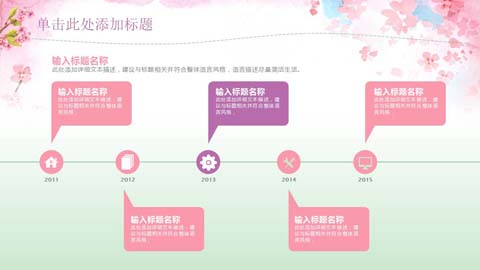 单击此处添加标题
输入标题名称
此处添加详细文本描述，建议与标题相关并符合整体语言风格，语言描述尽量简洁生活。
输入标题名称
此处添加详细文本描述，建
议与标题相关并符合整体语
言风格，
输入标题名称
此处添加详细文本描述，建
议与标题相关并符合整体语
言风格，
输入标题名称
此处添加详细文本描述，建
议与标题相关并符合整体语
言风格，
2011
2012
2013
2014
2015
输入标题名称
此处添加详细文本描述，建
议与标题相关并符合整体语
言风格，
输入标题名称
此处添加详细文本描述，建
议与标题相关并符合整体语
言风格，